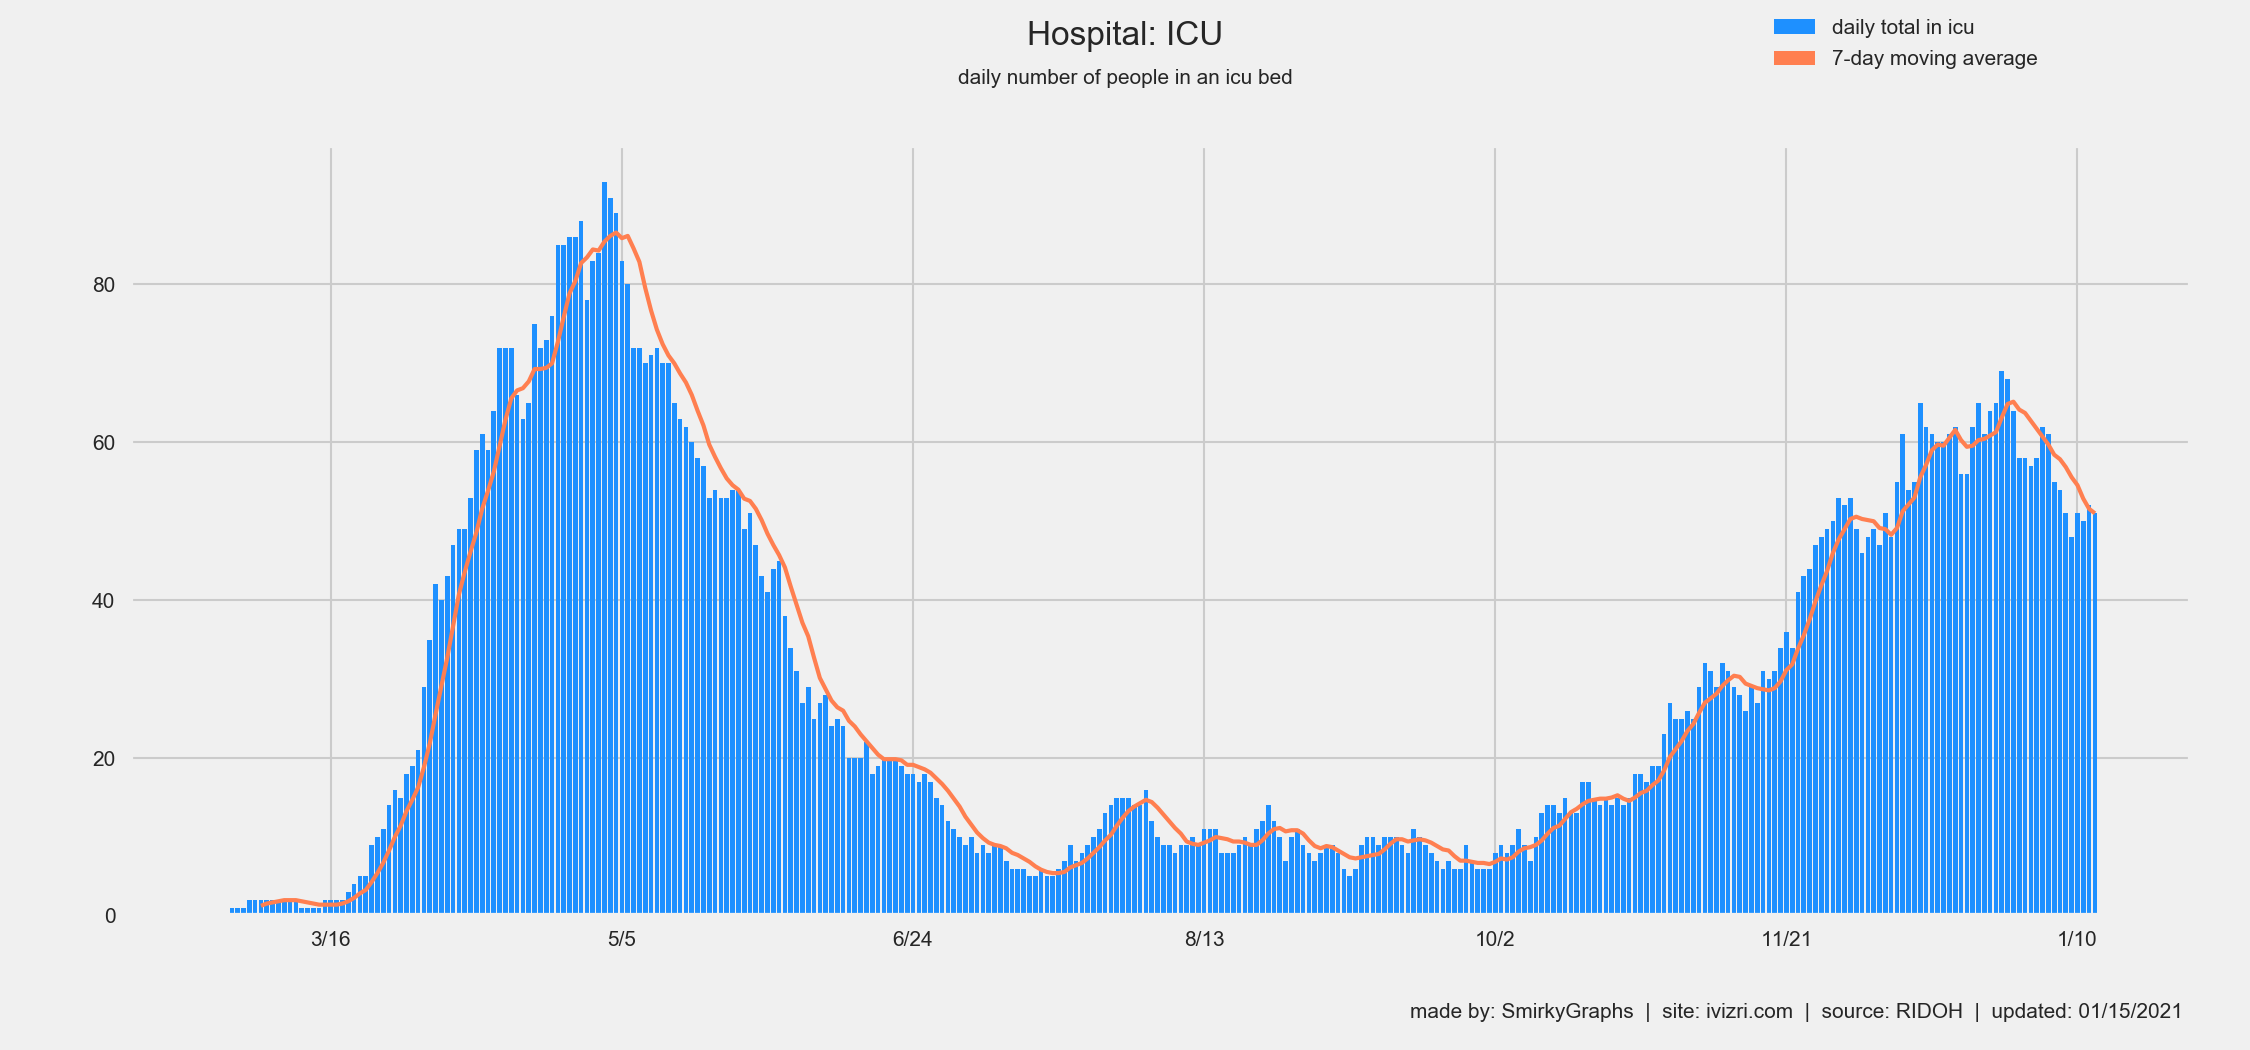 Hospital: ICU
daily number of people in an icu bed
daily total in icu
7-day moving average
80
60
40
20
0
3/16 5/5 6/24 8/13 10/2 11/21 1/10
made by: SmirkyGraphs | site: ivizri.com | source: RIDOH | updated: 01/15/2021